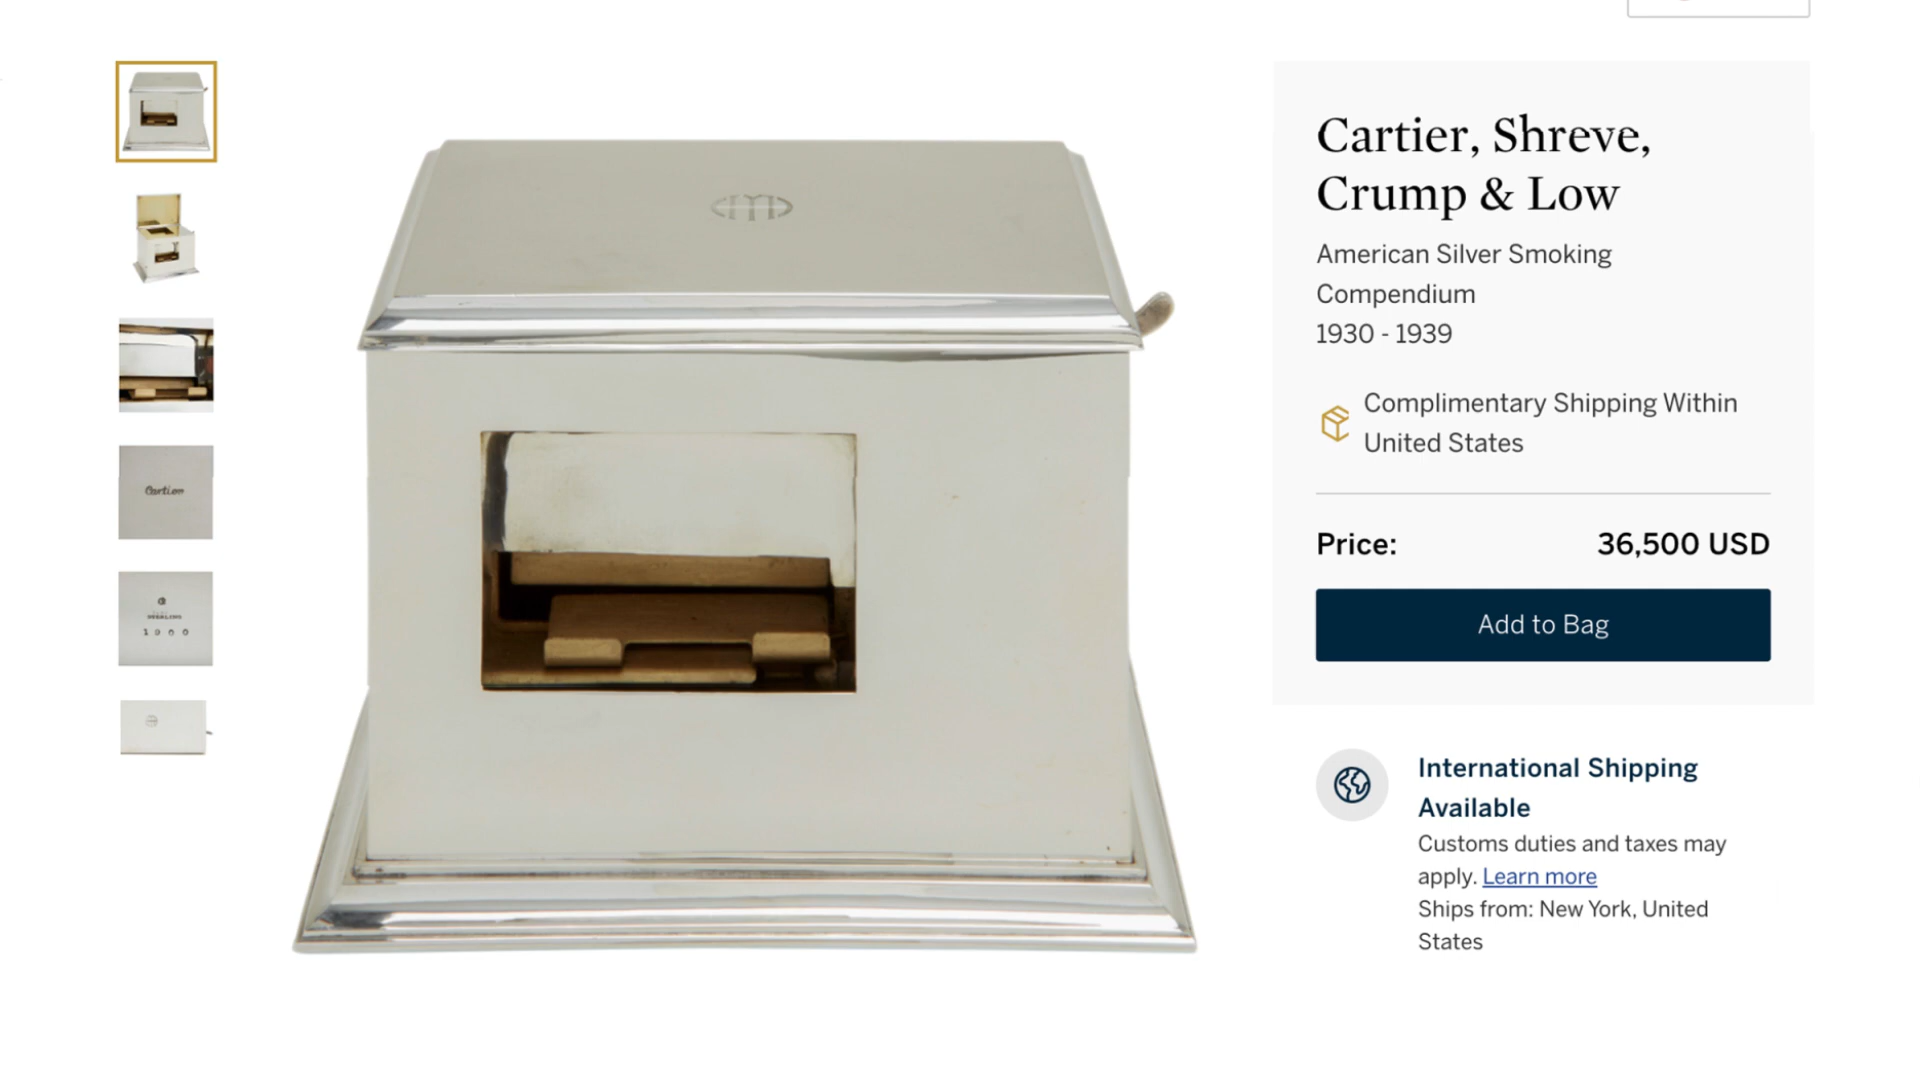 Cartier, Shreve,
Crump & Low
American Silver Smoking
Compendium
1930 - 1939
Complimentary Shipping Within
United States
Price: 36,500 USD
Add to Bag
International Shipping
Available
Customs duties and taxes may
apply. Learn more
Ships from: New York, United
States
Cartier